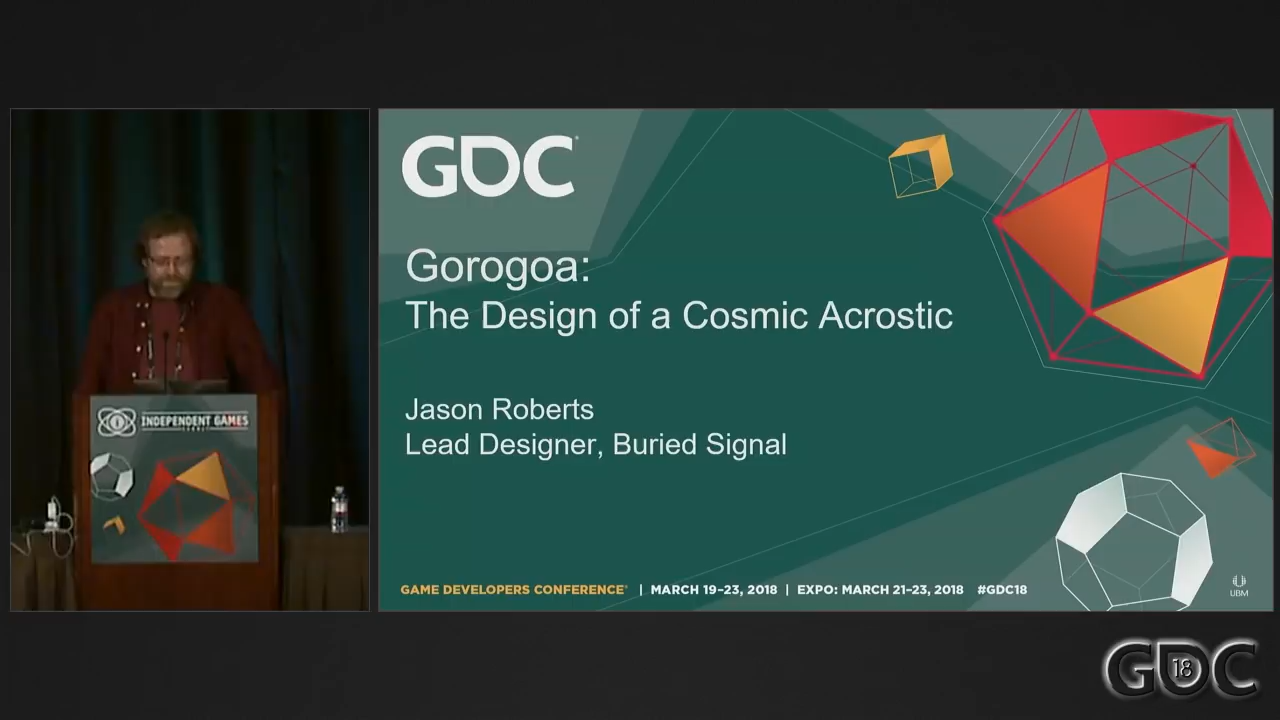 GDC
Gorogoa:
The Design of a Cosmic Acrostic
Jason Roberts
Lead Designer, Buried Signal
GAME DEVELOPERS CONFERENCE® | MARCH 19–23, 2018 | EXPO: MARCH 21–23, 2018 #GDC18
UBM
INDEPENDENT GAMES
SUMMIT
GDC
18